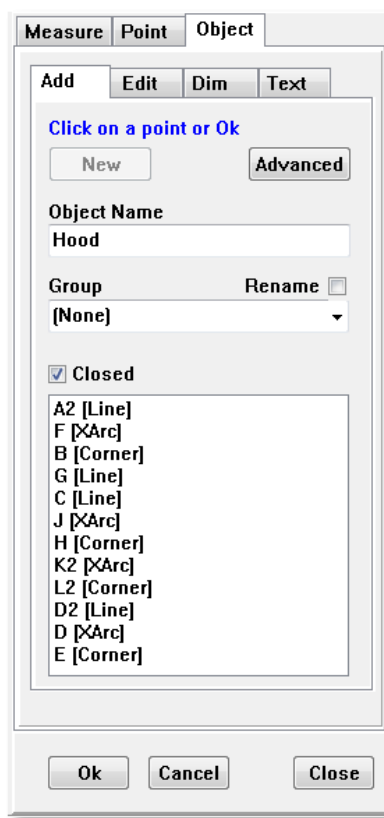 Measure Point Object
Add Edit Dim Text
Click on a point or Ok
New Advanced
Object Name
Hood
Group Rename
(None)
Closed
A2 [Line]
F [XArc]
B [Corner]
G [Line]
C [Line]
J [XArc]
H [Corner]
K2 [XArc]
L2 [Corner]
D2 [Line]
D [XArc]
E [Corner]
Ok Cancel Close